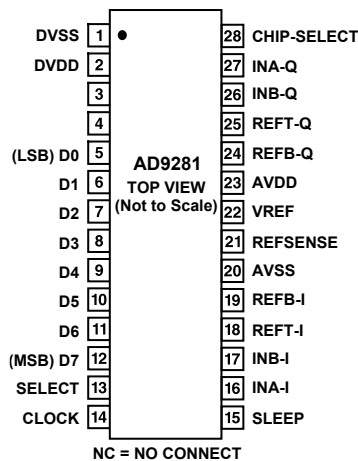 DVSS 1 28 CHIP-SELECT
DVDD 2 27 INA-Q
3 26 INB-Q
4 25 REFT-Q
(LSB) D0 5 24 REFB-Q
D1 6 23 AVDD
D2 7 22 VREF
D3 8 21 REFSENSE
D4 9 20 AVSS
D5 10 19 REFB-I
D6 11 18 REFT-I
(MSB) D7 12 17 INB-I
SELECT 13 16 INA-I
CLOCK 14 15 SLEEP
AD9281
TOP VIEW
(Not to Scale)
NC = NO CONNECT